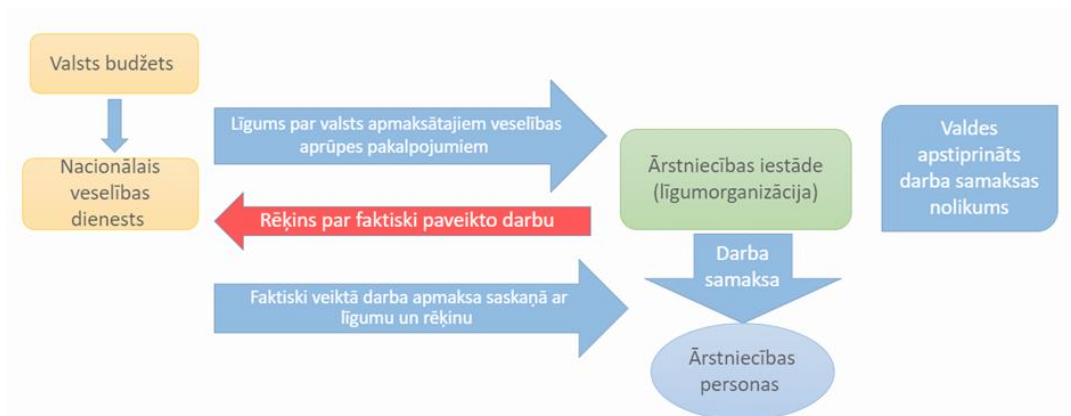 Valsts budžets
Nacionālais
veselības
dienests
Līgums par valsts apmaksātajiem veselības
aprūpes pakalpojumiem
Rēķins par faktiski paveikto darbu
Faktiski veiktā darba apmaksa saskaņā ar
līgumu un rēķinu
Ārstniecības iestāde
(līgumorganizācija)
Darba
samaksa
Ārstniecības
personas
Valdes
apstiprināts
darba samaksas
nolikums